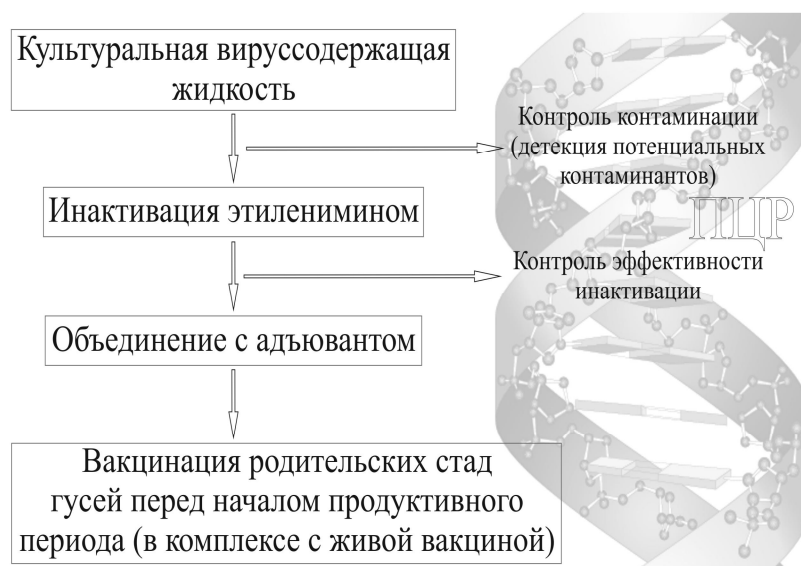 Культуральная вируссодержащая
жидкость
Контроль контаминации
(детекция потенциальных
контаминантов)
Инактивация этиленимином
ПЦР
Контроль эффективности
инактивации
Объединение с адъювантом
Вакцинация родительских стад
гусей перед началом продуктивного
периода (в комплексе с живой вакциной)